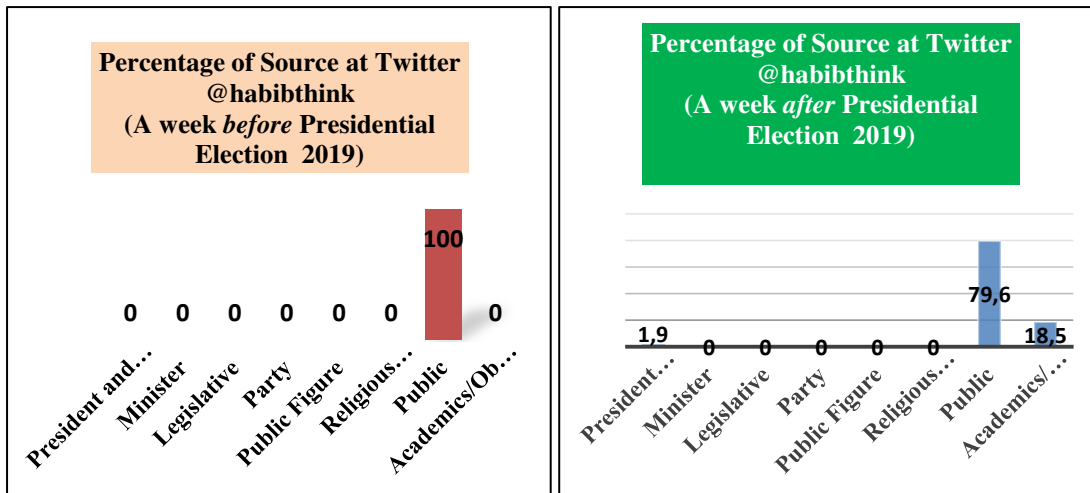 Percentage of Source at Twitter
@habibthink
(A week before Presidential
Election 2019)
100
0
0
0
0
0
0
0
President and...
Minister
Legislative
Party
Public Figure
Religious...
Public
Academics/Ob...
Percentage of Source at Twitter
@habibthink
(A week after Presidential
Election 2019)
79,6
18,5
1,9
0
0
0
0
0
President...
Minister
Legislative
Party
Public Figure
Religious...
Public
Academics/...